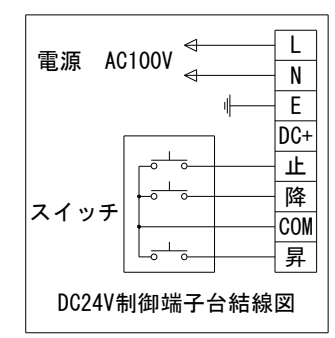 電源 AC100V
L
N
E
DC+
止
降
COM
昇
スイッチ
DC24V制御端子台結線図